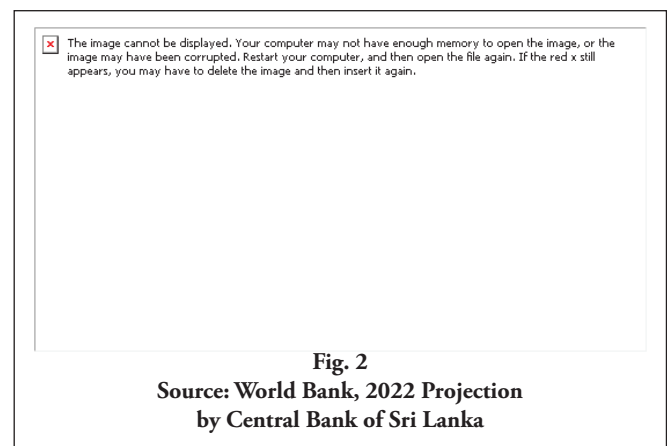 The image cannot be displayed. Your computer may not have enough memory to open the image, or the
image may have been corrupted. Restart your computer, and then open the file again. If the red x still
appears, you may have to delete the image and then insert it again.
Fig. 2
Source: World Bank, 2022 Projection
by Central Bank of Sri Lanka